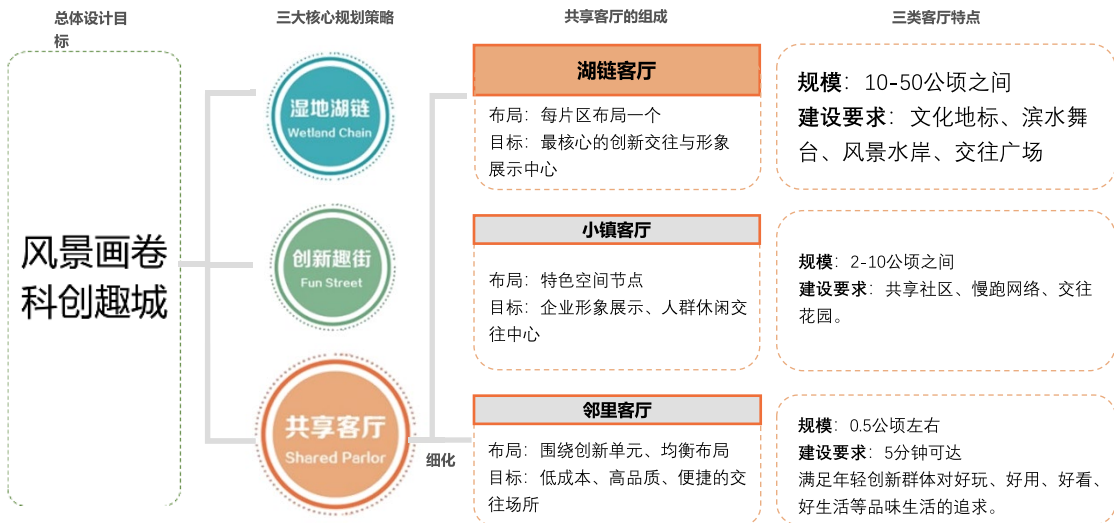 总体设计目
标
三大核心规划策略
共享客厅的组成
三类客厅特点
风景画卷
科创趣城
湿地湖链
Wetland Chain
创新趣街
Fun Street
共享客厅
Shared Parlor
细化
湖链客厅
布局：每片区布局一个
目标：最核心的创新交往与形象
展示中心
规模：10-50公顷之间
建设要求：文化地标、滨水舞
台、风景水岸、交往广场
小镇客厅
布局：特色空间节点
目标：企业形象展示、人群休闲交
往中心
规模：2-10公顷之间
建设要求：共享社区、慢跑网络、交往
花园。
邻里客厅
布局：围绕创新单元、均衡布局
目标：低成本、高品质、便捷的交
往场所
规模：0.5公顷左右
建设要求：5分钟可达
满足年轻创新群体对好玩、好用、好看、
好生活等品味生活的追求。